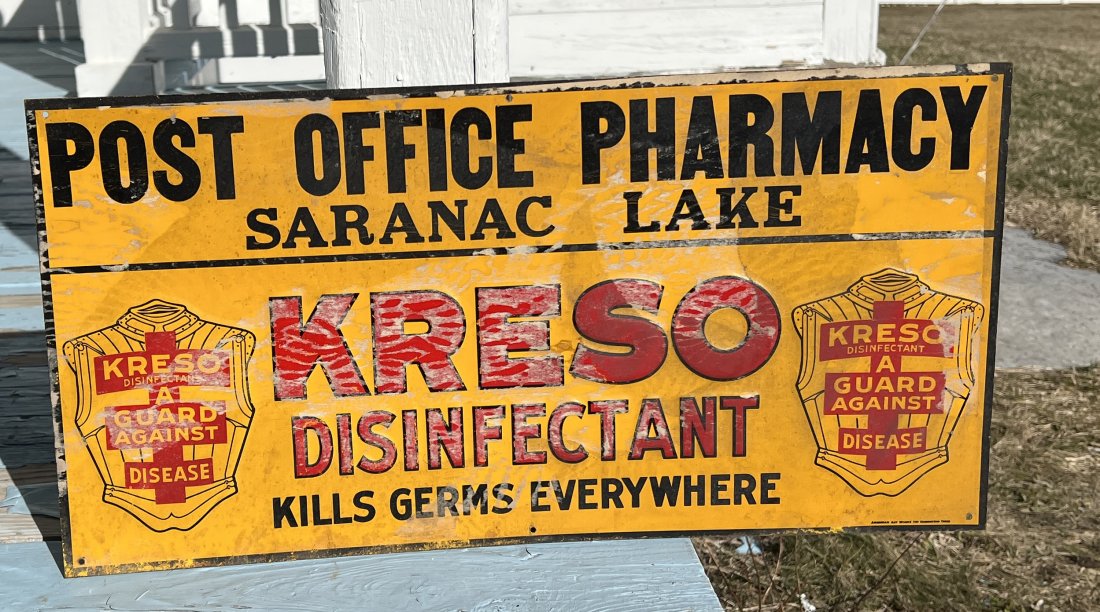 POST OFFICE PHARMACY
SARANAC LAKE
KRESO
DISINFECTANT
KILLS GERMS EVERYWHERE
KRESO
DISINFECTANT
A
GUARD
AGAINST
DISEASE
KRESO
DISINFECTANT
A
GUARD
AGAINST
DISEASE